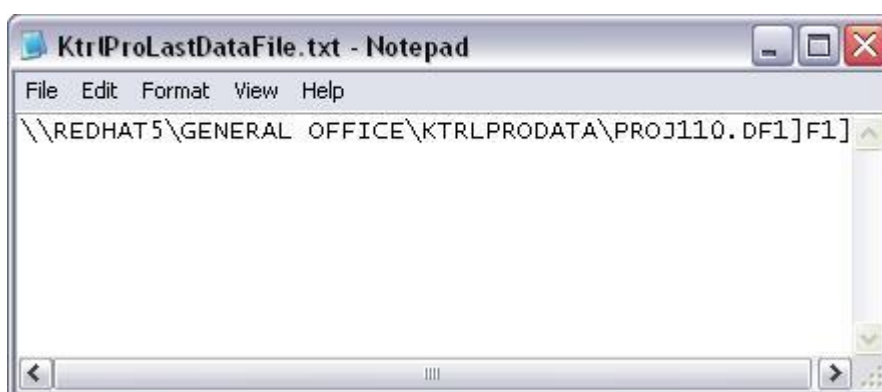 KtrlProLastDataFile.txt - Notepad
File Edit Format View Help
\\REDHAT5\GENERAL OFFICE\KTRLPRODATA\PROJ110.DF1]F1]